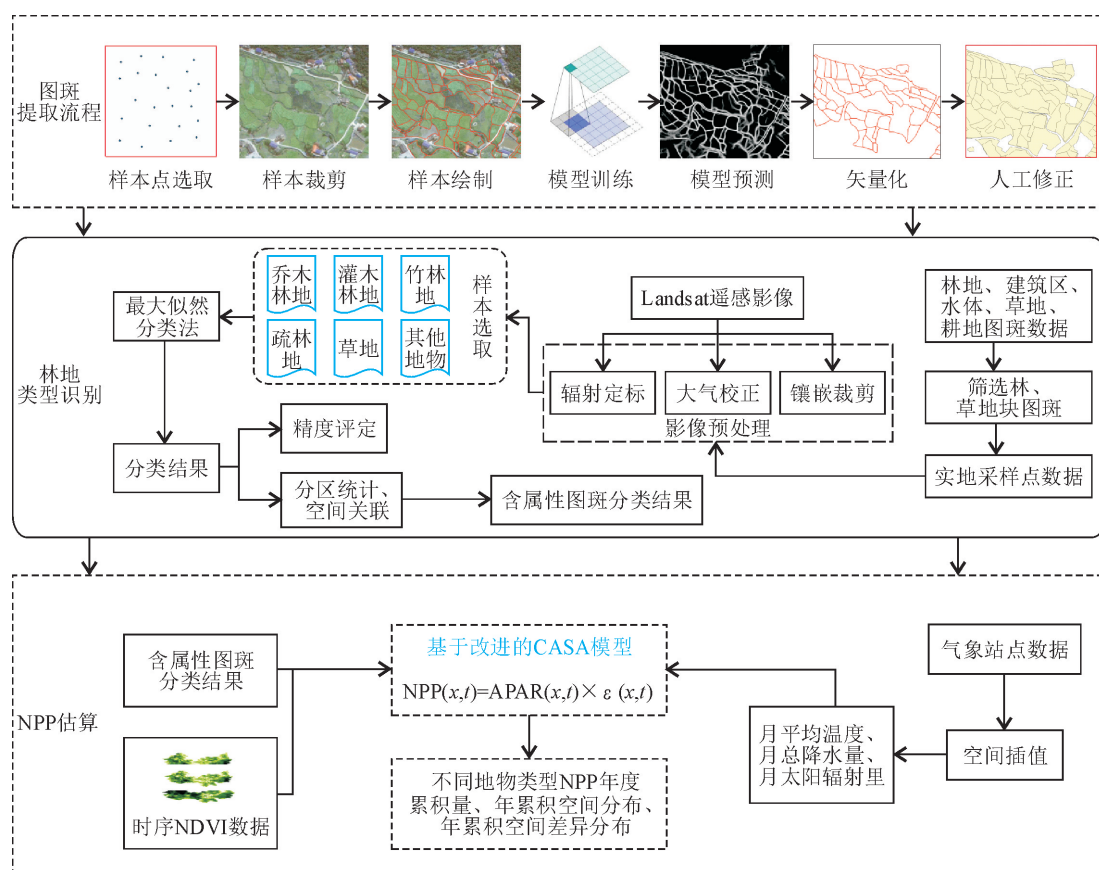 图斑
提取流程
样本点选取
样本裁剪
样本绘制
模型训练
模型预测
矢量化
人工修正
林地
类型识别
最大似然
分类法
乔木
林地
灌木
林地
竹林
地
疏林
地
草地
其他
地物
样本选取
Landsat遥感影像
辐射定标
大气校正
镶嵌裁剪
影像预处理
林地、建筑区、
水体、草地、
耕地图斑数据
筛选林、
草地块图斑
实地采样点数据
分类结果
精度评定
分区统计、
空间关联
含属性图斑分类结果
NPP估算
含属性图斑
分类结果
时序NDVI数据
基于改进的CASA模型
NPP(x,t)=APAR(x,t)×ε(x,t)
不同地物类型NPP年度
累积量、年累积空间分布、
年累积空间差异分布
气象站点数据
空间插值
月平均温度、
月总降水量、
月太阳辐射里